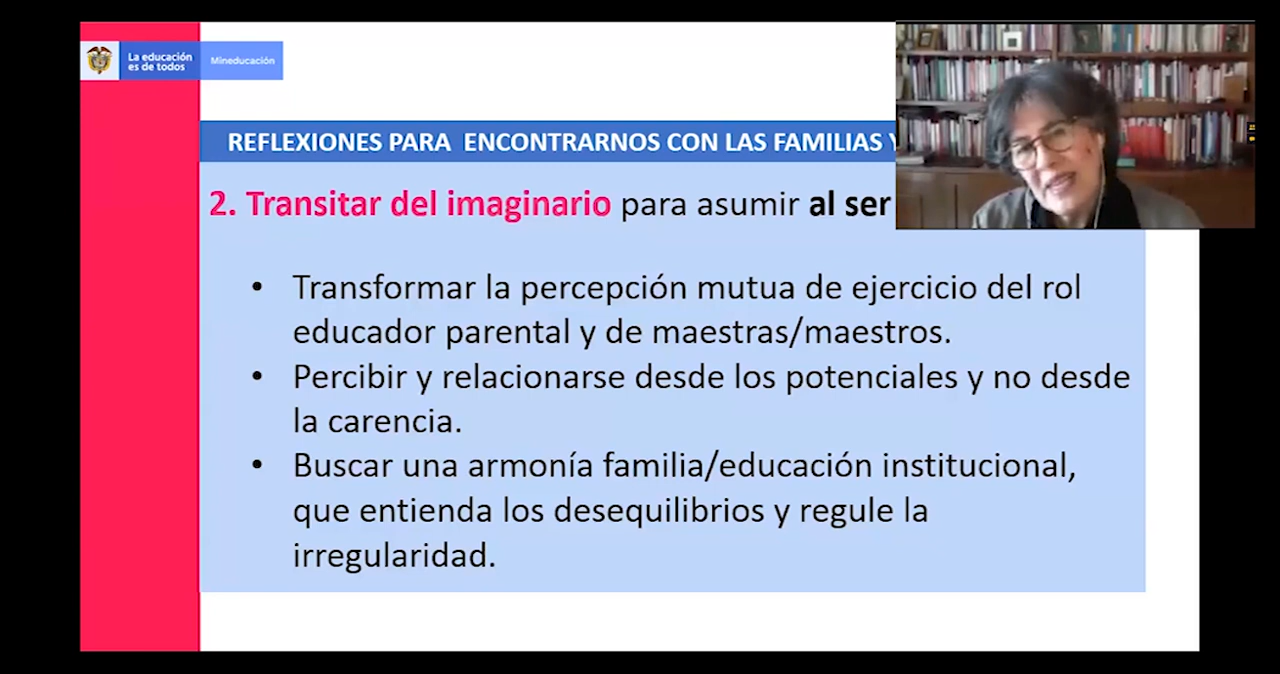 La educación
es de todos
Mineducación
REFLEXIONES PARA ENCONTRARNOS CON LAS FAMILIAS Y
2. Transitar del imaginario para asumir al ser
• Transformar la percepción mutua de ejercicio del rol
educador parental y de maestras/maestros.
• Percibir y relacionarse desde los potenciales y no desde
la carencia.
• Buscar una armonía familia/educación institucional,
que entienda los desequilibrios y regule la
irregularidad.